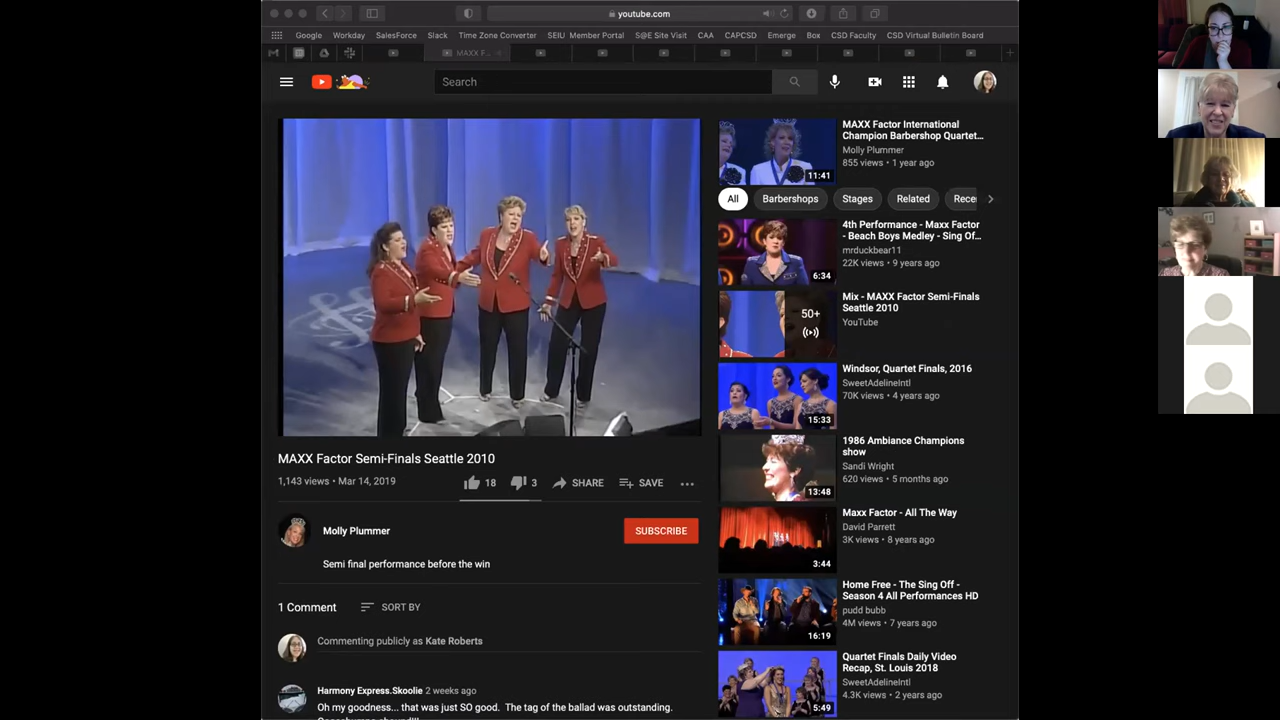 youtube.com
Google Workday SalesForce Slack Time Zone Converter SEIU Member Portal S@E Site Visit CAA CAPCSD Emerge Box CSD Faculty CSD Virtual Bulletin Board
MAXX F...
Search
MAXX Factor International
Champion Barbershop Quartet...
Molly Plummer
855 views • 1 year ago
11:41
All Barbershops Stages Related Rece
4th Performance - Maxx Factor
- Beach Boys Medley - Sing Of...
mrduckbear11
22K views • 9 years ago
6:34
Mix - MAXX Factor Semi-Finals
Seattle 2010
YouTube
50+
Windsor, Quartet Finals, 2016
SweetAdelineIntl
70K views • 4 years ago
15:33
1986 Ambiance Champions
show
Sandi Wright
620 views • 5 months ago
13:48
Maxx Factor - All The Way
David Parrett
3K views • 8 years ago
3:44
Home Free - The Sing Off -
Season 4 All Performances HD
pudd bubb
4M views • 7 years ago
16:19
Quartet Finals Daily Video
Recap, St. Louis 2018
SweetAdelineIntl
4.3K views • 2 years ago
5:49
MAXX Factor Semi-Finals Seattle 2010
1,143 views • Mar 14, 2019
18 3 SHARE SAVE
Molly Plummer
SUBSCRIBE
Semi final performance before the win
1 Comment SORT BY
Commenting publicly as Kate Roberts
Harmony Express.Skoolie 2 weeks ago
Oh my goodness... that was just SO good. The tag of the ballad was outstanding.